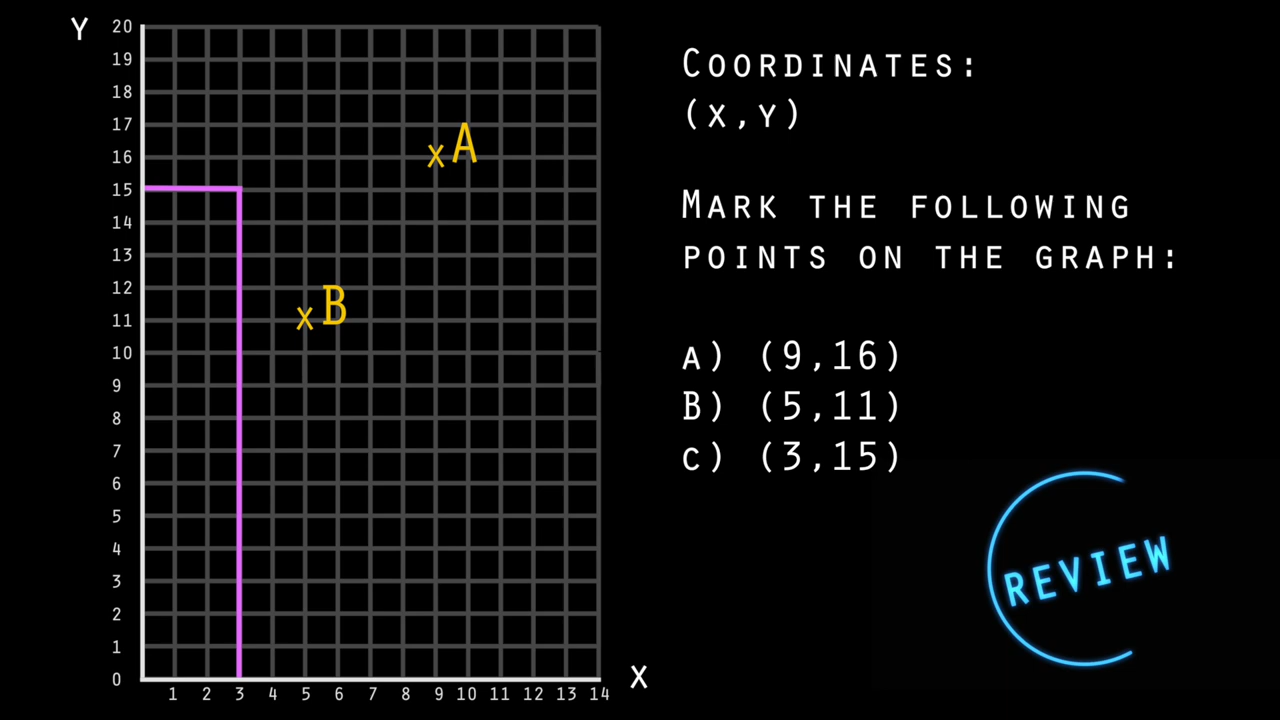 Y
20
19
18
17
16
15
14
13
12
11
10
9
8
7
6
5
4
3
2
1
0
1 2 3 4 5 6 7 8 9 10 11 12 13 14
X
A
B
COORDINATES:
(X,Y)
MARK THE FOLLOWING
POINTS ON THE GRAPH:
A) (9,16)
B) (5,11)
C) (3,15)
REVIEW